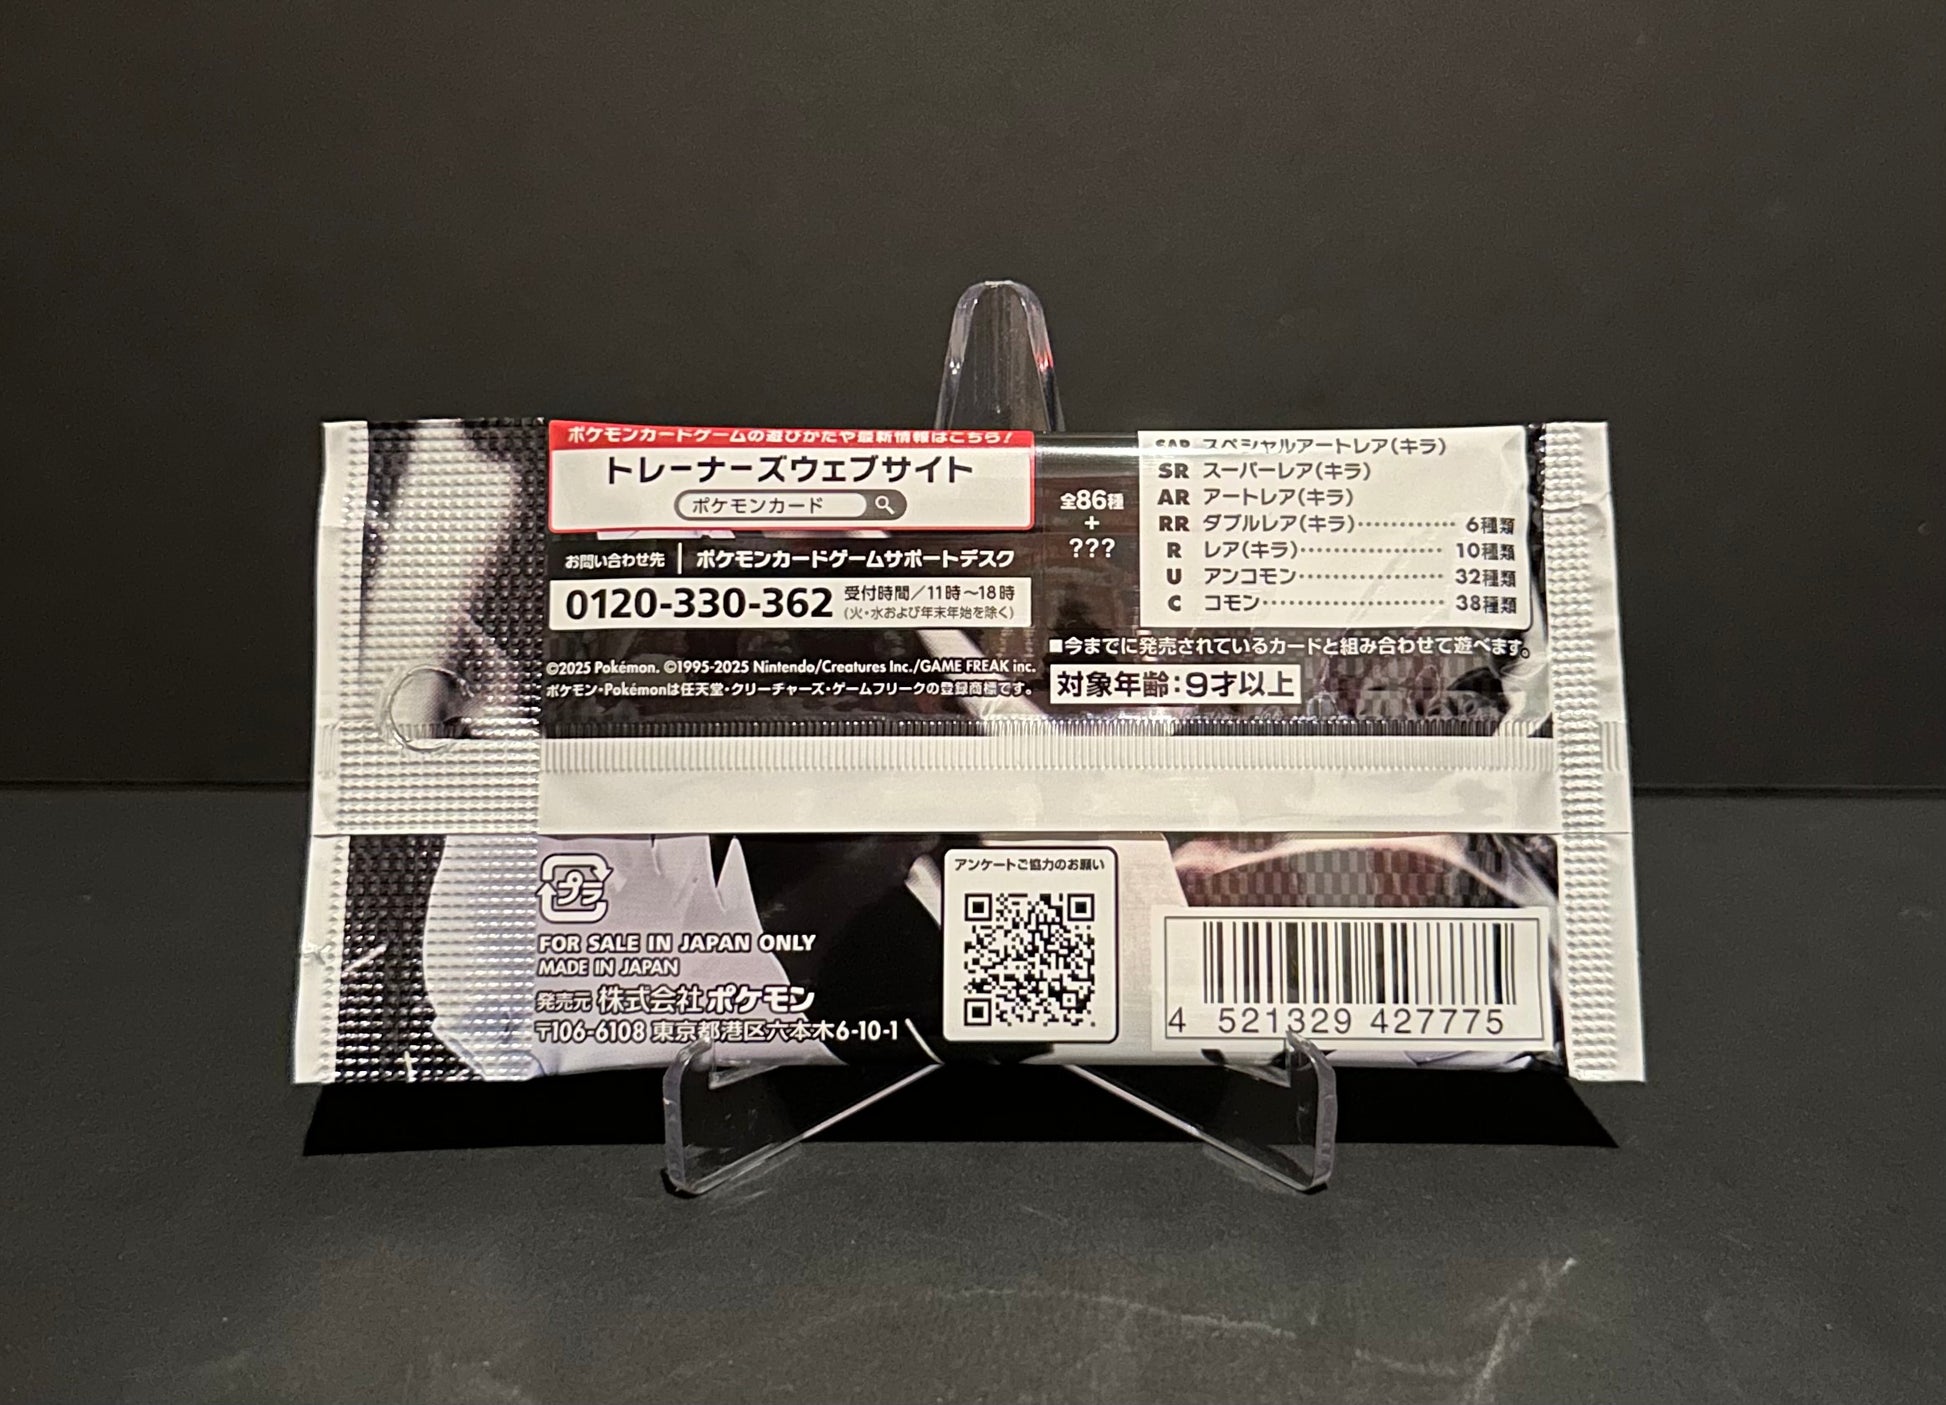 ポケモンカードゲームの遊びかたや最新情報はこちら!
トレーナーズウェブサイト
ポケモンカード
お問い合わせ先 ポケモンカードゲームサポートデスク
0120-330-362 受付時間/11時〜18時
(火・水および年末年始を除く)
©2025 Pokémon. ©1995-2025 Nintendo/Creatures Inc./GAME FREAK inc.
ポケモン・Pokémonは任天堂・クリーチャーズ・ゲームフリークの登録商標です。
全86種
+
???
SAR スペシャルアートレア(キラ)
SR スーパーレア(キラ)
AR アートレア(キラ)
RR ダブルレア(キラ)············ 6種類
R レア(キラ)·················· 10種類
U アンコモン·················· 32種類
C コモン······················· 38種類
■今までに発売されているカードと組み合わせて遊べます。
対象年齢:9才以上
プラ
FOR SALE IN JAPAN ONLY
MADE IN JAPAN
発売元 株式会社ポケモン
〒106-6108 東京都港区六本木6-10-1
アンケートご協力のお願い
4 521329 427775